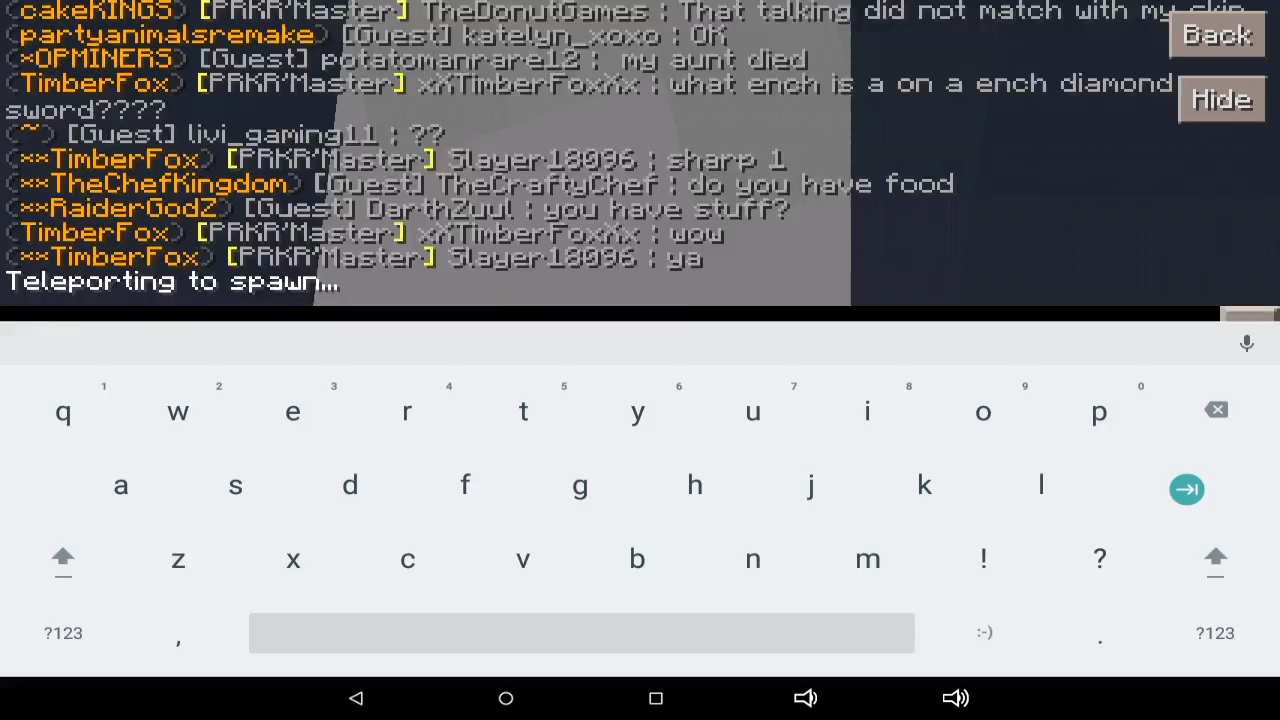 (cakeKINGS) [PRKR'Master] TheDonutGames : That talking did not match with my skin
(partyanimalsremake) [Guest] katelyn_xoxo : OK
(×OPMINERS) [Guest] potatomanrare12 : my aunt died
(TimberFox) [PRKR'Master] xXTimberFoxXx : what ench is a on a ench diamond
sword????
(~) [Guest] livi_gaming11 : ??
(××TimberFox) [PRKR'Master] Slayer18096 : sharp 1
(××TheChefKingdom) [Guest] TheCraftyChef : do you have food
(××RaiderGodZ) [Guest] DarthZuul : you have stuff?
(TimberFox) [PRKR'Master] xXTimberFoxXx : wow
(××TimberFox) [PRKR'Master] Slayer18096 : ya
Teleporting to spawn...
Back
Hide
1 2 3 4 5 6 7 8 9 0
q w e r t y u i o p
a s d f g h j k l
z x c v b n m ! ?
?123 , :-) . ?123